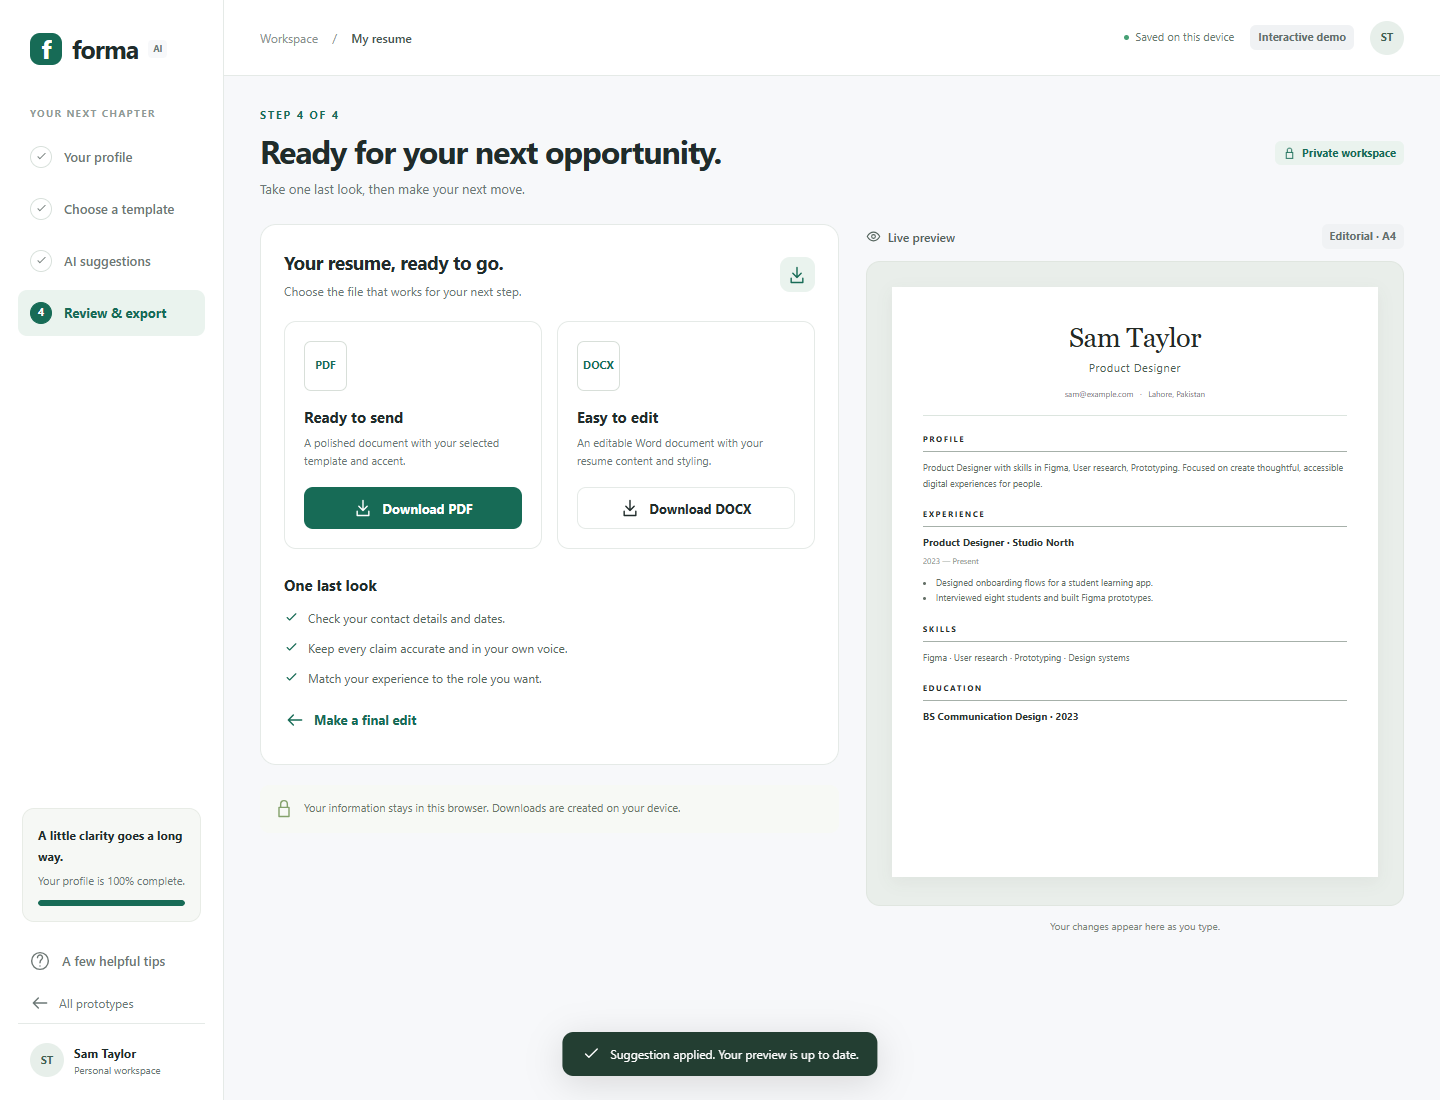 f forma AI
YOUR NEXT CHAPTER
Your profile
Choose a template
AI suggestions
4 Review & export
A little clarity goes a long
way.
Your profile is 100% complete.
A few helpful tips
All prototypes
ST Sam Taylor
Personal workspace
Workspace / My resume
Saved on this device
Interactive demo
ST
STEP 4 OF 4
Ready for your next opportunity.
Take one last look, then make your next move.
Private workspace
Your resume, ready to go.
Choose the file that works for your next step.
PDF
Ready to send
A polished document with your selected
template and accent.
Download PDF
DOCX
Easy to edit
An editable Word document with your
resume content and styling.
Download DOCX
One last look
Check your contact details and dates.
Keep every claim accurate and in your own voice.
Match your experience to the role you want.
Make a final edit
Your information stays in this browser. Downloads are created on your device.
Live preview
Editorial · A4
Sam Taylor
Product Designer
sam@example.com · Lahore, Pakistan
PROFILE
Product Designer with skills in Figma, User research, Prototyping. Focused on create thoughtful, accessible
digital experiences for people.
EXPERIENCE
Product Designer · Studio North
2023 — Present
• Designed onboarding flows for a student learning app.
• Interviewed eight students and built Figma prototypes.
SKILLS
Figma · User research · Prototyping · Design systems
EDUCATION
BS Communication Design · 2023
Your changes appear here as you type.
Suggestion applied. Your preview is up to date.